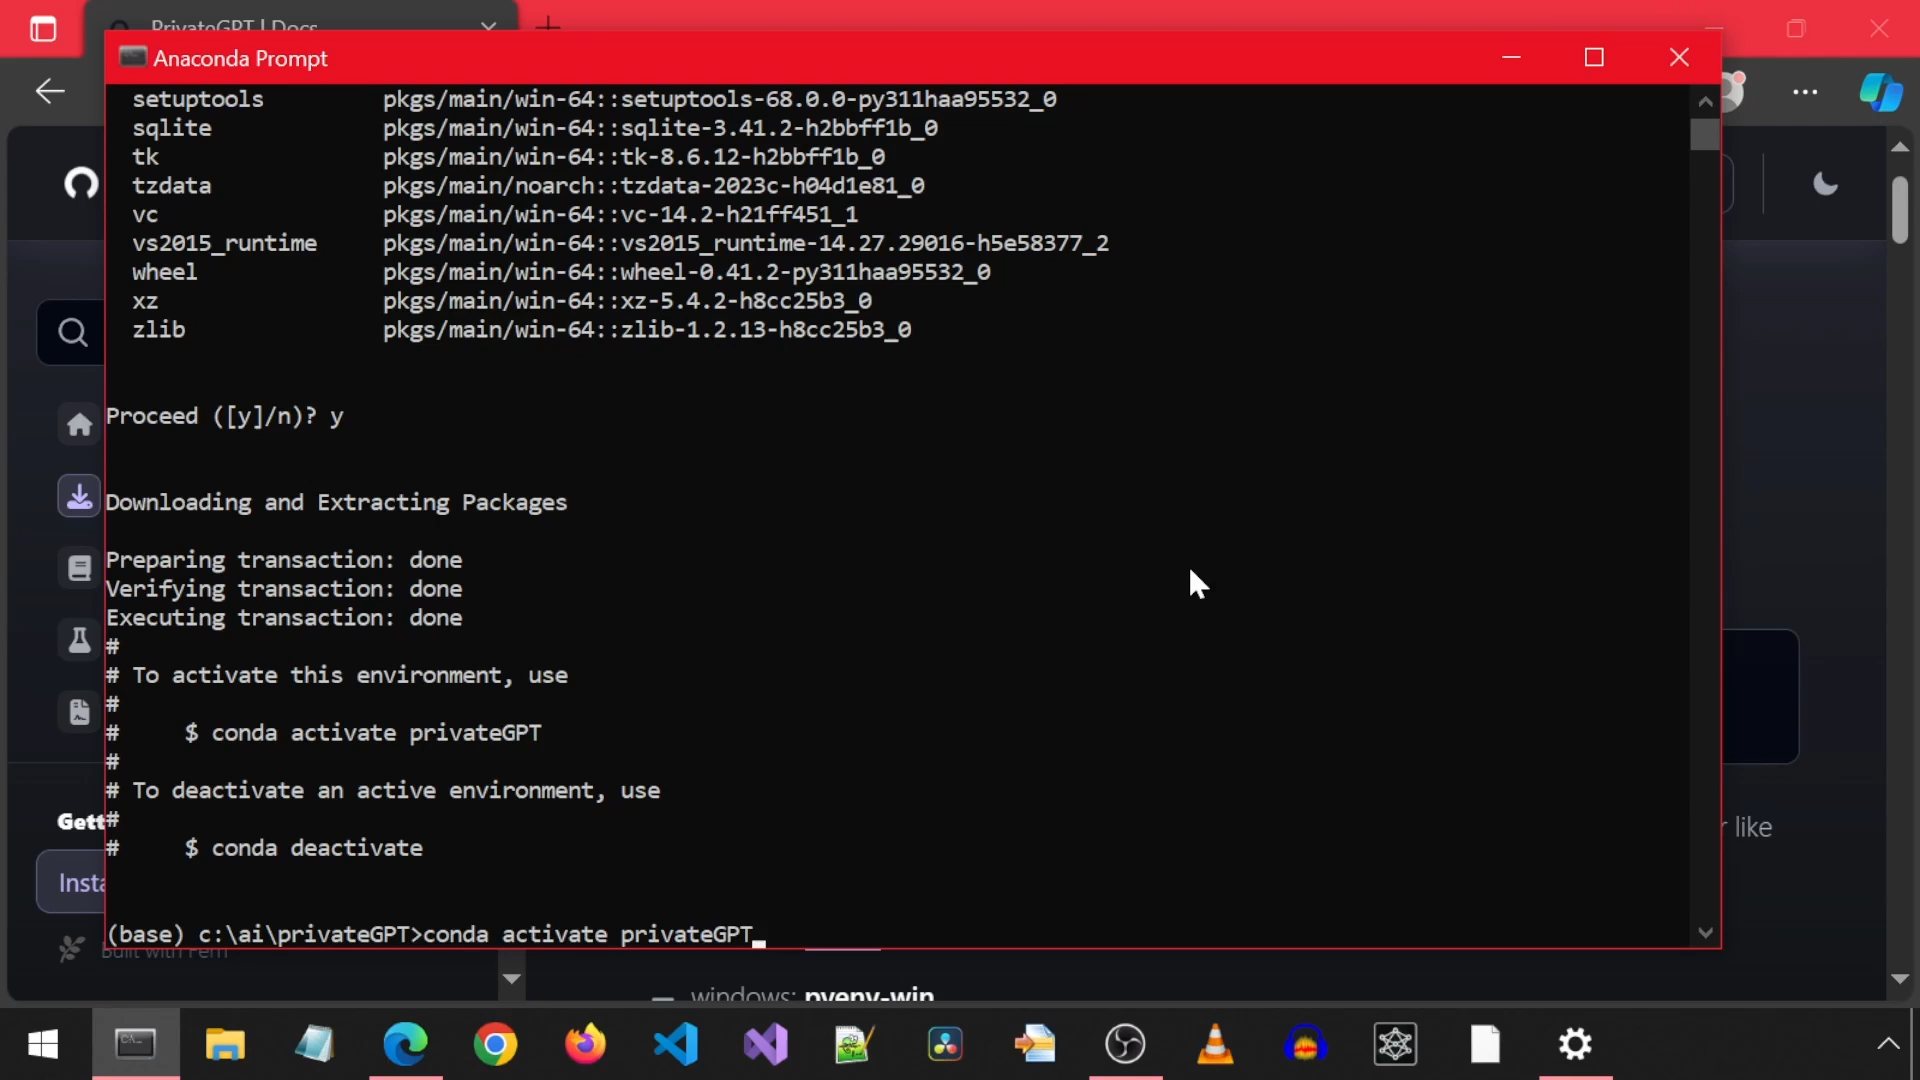 PrivateGPT | Docs
Anaconda Prompt
setuptools pkgs/main/win-64::setuptools-68.0.0-py311haa95532_0
sqlite pkgs/main/win-64::sqlite-3.41.2-h2bbff1b_0
tk pkgs/main/win-64::tk-8.6.12-h2bbff1b_0
tzdata pkgs/main/noarch::tzdata-2023c-h04d1e81_0
vc pkgs/main/win-64::vc-14.2-h21ff451_1
vs2015_runtime pkgs/main/win-64::vs2015_runtime-14.27.29016-h5e58377_2
wheel pkgs/main/win-64::wheel-0.41.2-py311haa95532_0
xz pkgs/main/win-64::xz-5.4.2-h8cc25b3_0
zlib pkgs/main/win-64::zlib-1.2.13-h8cc25b3_0
Proceed ([y]/n)? y
Downloading and Extracting Packages
Preparing transaction: done
Verifying transaction: done
Executing transaction: done
#
# To activate this environment, use
#
# $ conda activate privateGPT
#
# To deactivate an active environment, use
#
# $ conda deactivate
(base) c:\ai\privateGPT>conda activate privateGPT_
Gett
Insta
Built with Fern
r like
windows: pyenv-win